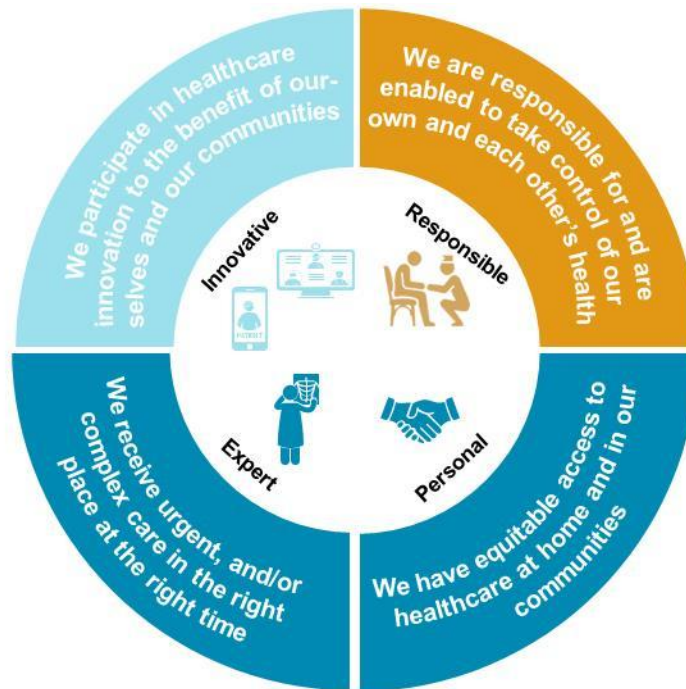 We participate in healthcare
innovation to the benefit of our-
selves and our communities
We are responsible for and are
enabled to take control of our
own and each other's health
Innovative
Responsible
Expert
Personal
We receive urgent, and/or
complex care in the right
place at the right time
We have equitable access to
healthcare at home and in our
communities